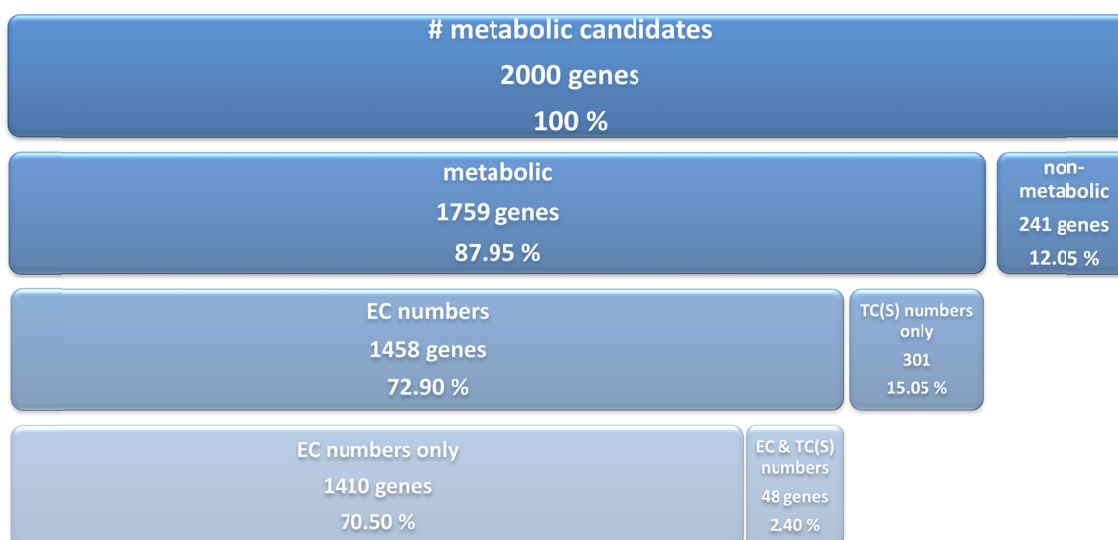 # metabolic candidates
2000 genes
100 %
metabolic
1759 genes
87.95 %
non-
metabolic
241 genes
12.05 %
EC numbers
1458 genes
72.90 %
TC(S) numbers
only
301
15.05 %
EC numbers only
1410 genes
70.50 %
EC & TC(S)
numbers
48 genes
2.40 %